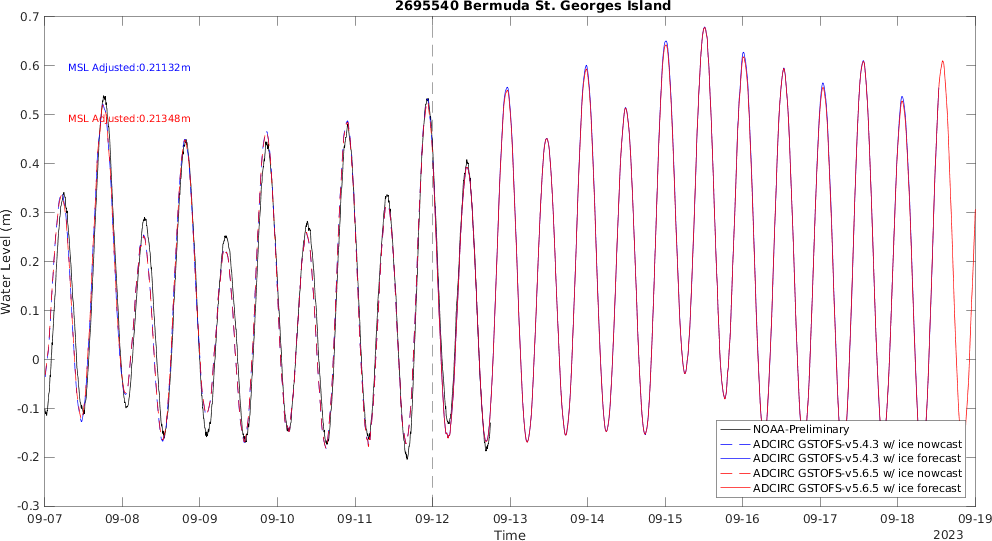 2695540 Bermuda St. Georges Island
0.7
0.6
0.5
0.4
0.3
0.2
0.1
0
-0.1
-0.2
-0.3
Water Level (m)
MSL Adjusted:0.21132m
MSL Adjusted:0.21348m
NOAA-Preliminary
ADCIRC GSTOFS-v5.4.3 w/ ice nowcast
ADCIRC GSTOFS-v5.4.3 w/ ice forecast
ADCIRC GSTOFS-v5.6.5 w/ ice nowcast
ADCIRC GSTOFS-v5.6.5 w/ ice forecast
09-07 09-08 09-09 09-10 09-11 09-12 09-13 09-14 09-15 09-16 09-17 09-18 09-19
Time
2023